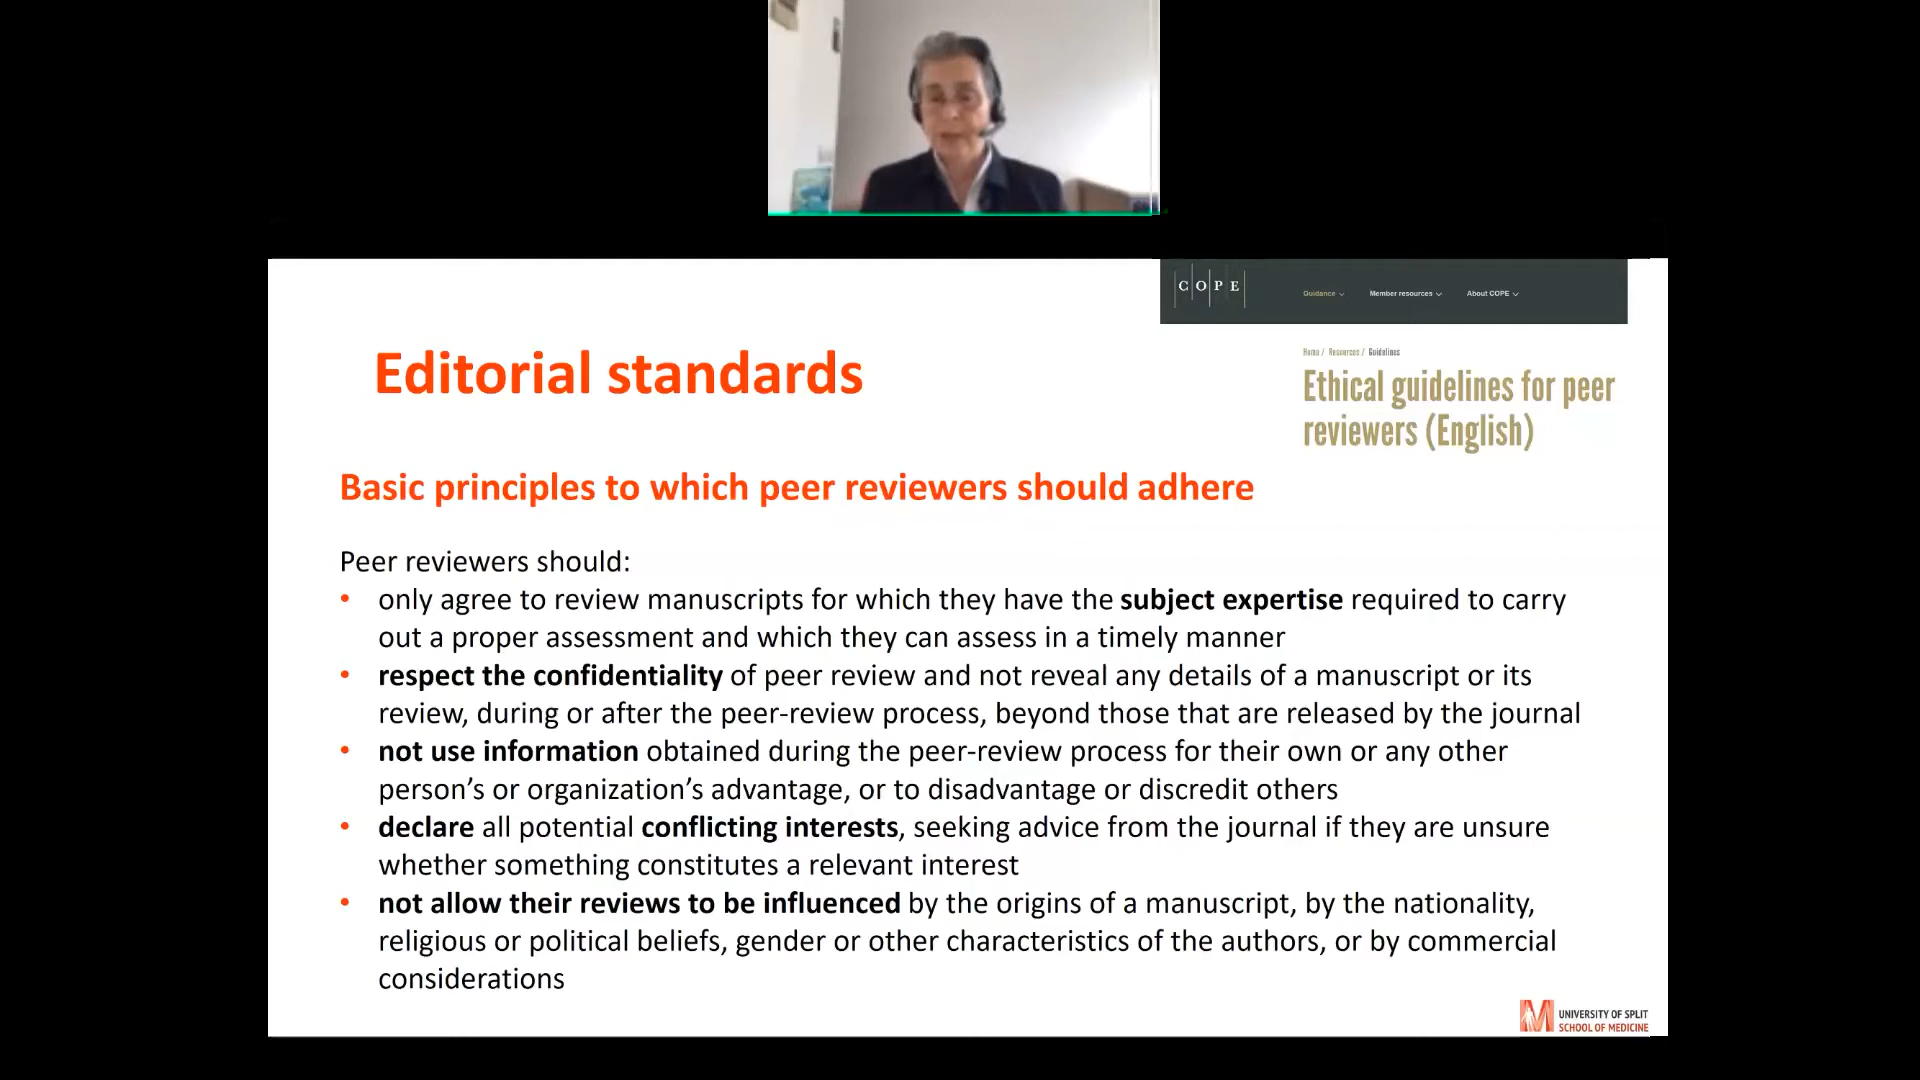 C O P E
Guidance
Member resources
About COPE
Home / Resources / Guidelines
Ethical guidelines for peer
reviewers (English)
Editorial standards
Basic principles to which peer reviewers should adhere
Peer reviewers should:
• only agree to review manuscripts for which they have the subject expertise required to carry
out a proper assessment and which they can assess in a timely manner
• respect the confidentiality of peer review and not reveal any details of a manuscript or its
review, during or after the peer-review process, beyond those that are released by the journal
• not use information obtained during the peer-review process for their own or any other
person’s or organization’s advantage, or to disadvantage or discredit others
• declare all potential conflicting interests, seeking advice from the journal if they are unsure
whether something constitutes a relevant interest
• not allow their reviews to be influenced by the origins of a manuscript, by the nationality,
religious or political beliefs, gender or other characteristics of the authors, or by commercial
considerations
UNIVERSITY OF SPLIT
SCHOOL OF MEDICINE